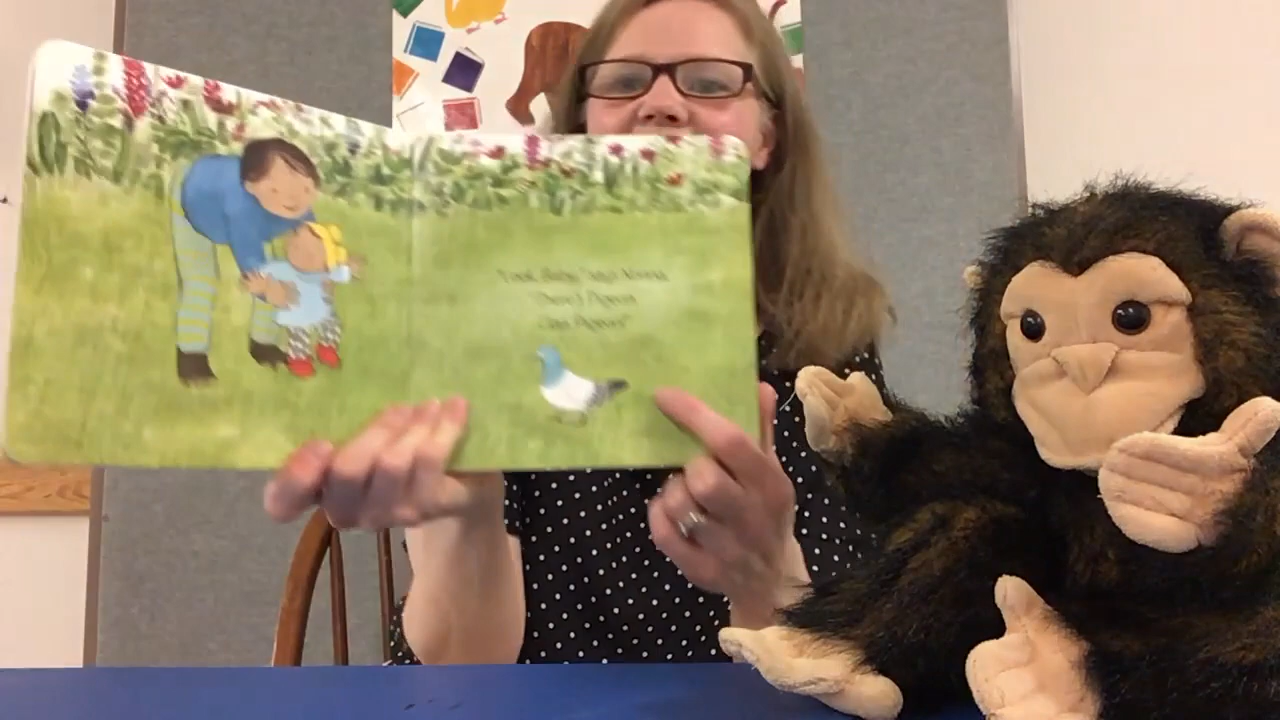 "Look, Baby," says Nonna.
"There's Pigeon.
Coo, Pigeon!"